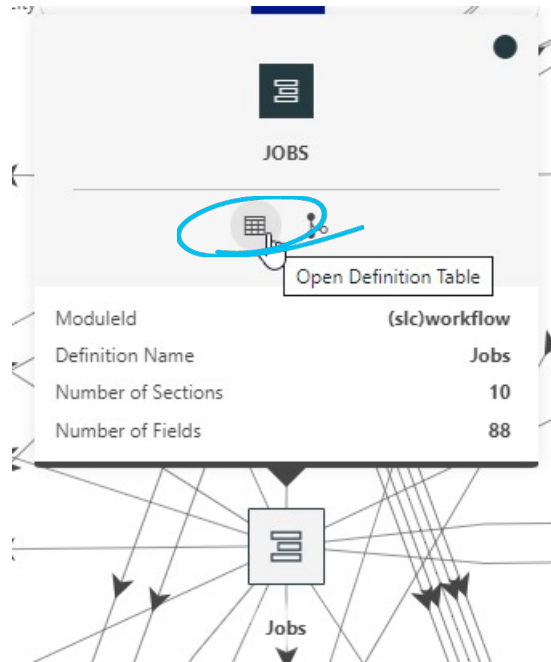 JOBS
Open Definition Table
ModuleId (slc)workflow
Definition Name Jobs
Number of Sections 10
Number of Fields 88
Jobs